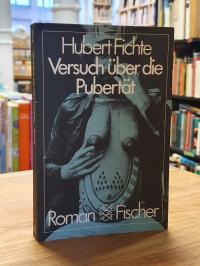 Hubert Fichte
Versuch über die
Pubertät
Roman Fischer